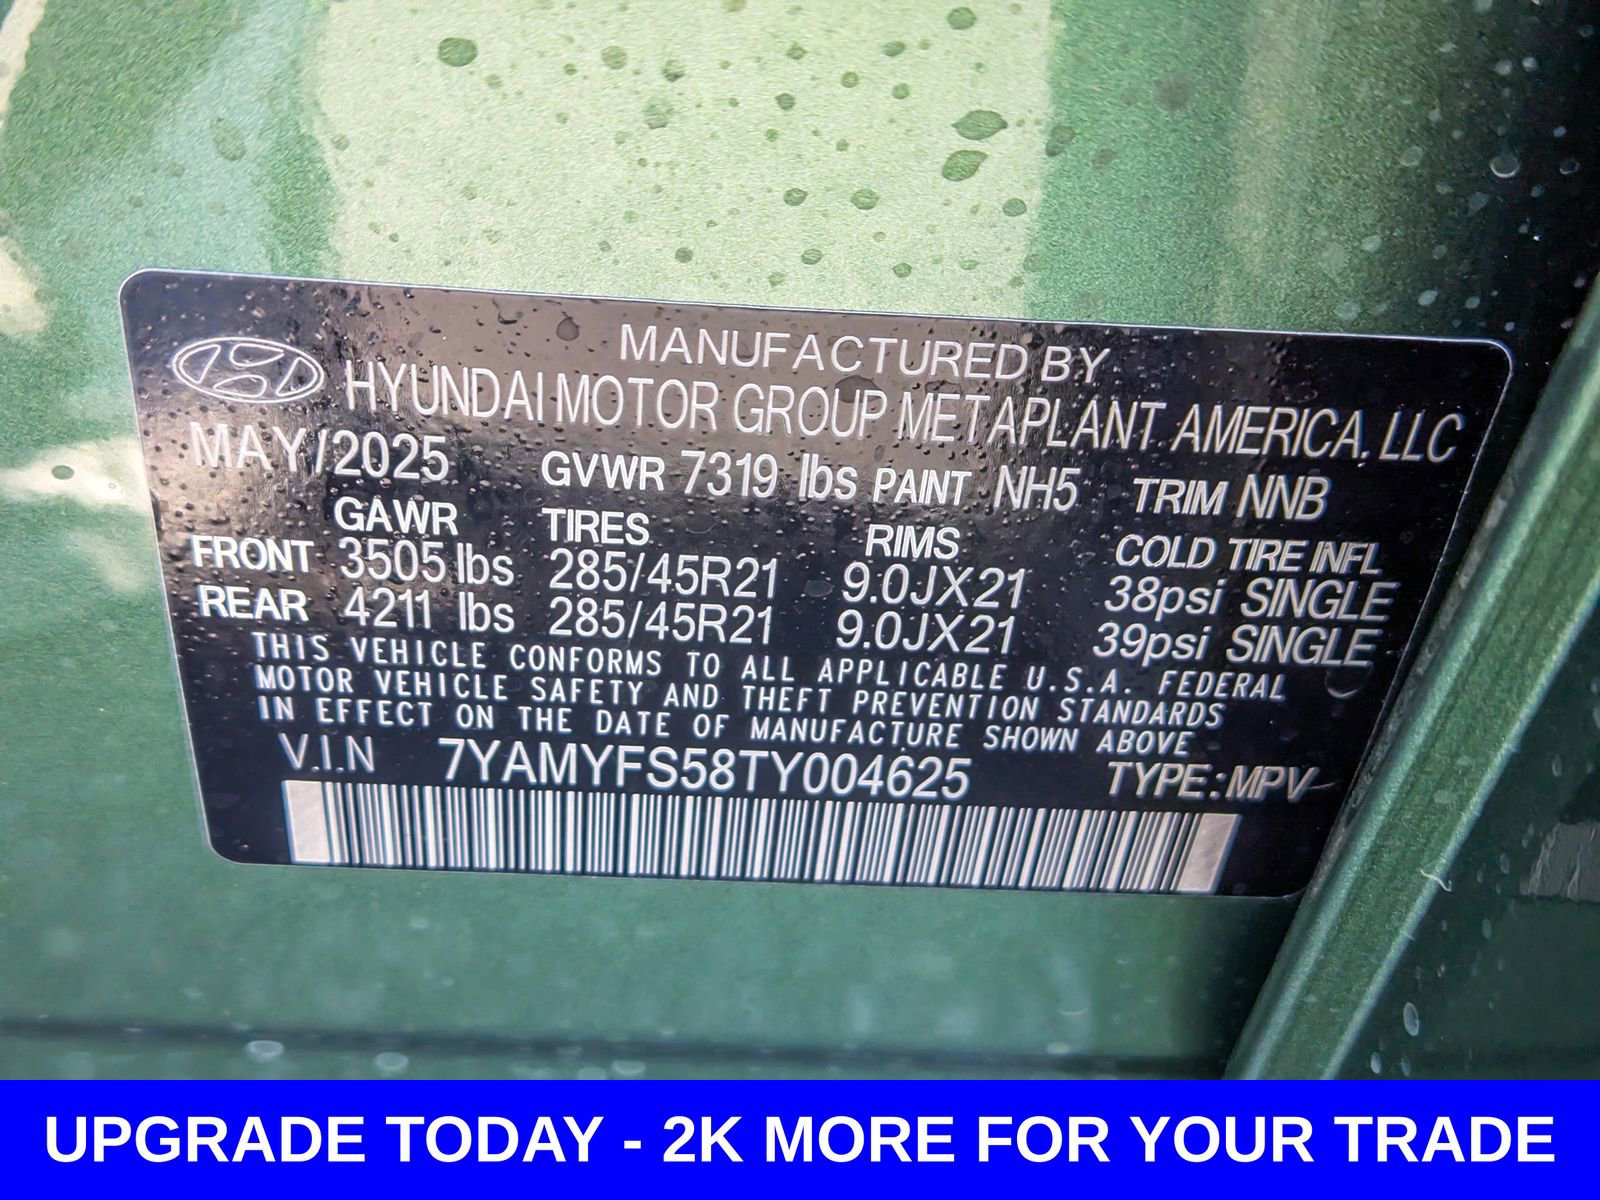 MANUFACTURED BY
HYUNDAI MOTOR GROUP METAPLANT AMERICA, LLC
MAY/2025 GVWR 7319 lbs PAINT NH5 TRIM NNB
GAWR TIRES RIMS COLD TIRE INFL
FRONT 3505 lbs 285/45R21 9.0JX21 38psi SINGLE
REAR 4211 lbs 285/45R21 9.0JX21 39psi SINGLE
THIS VEHICLE CONFORMS TO ALL APPLICABLE U.S.A. FEDERAL
MOTOR VEHICLE SAFETY AND THEFT PREVENTION STANDARDS
IN EFFECT ON THE DATE OF MANUFACTURE SHOWN ABOVE
V.I.N 7YAMYFS58TY004625 TYPE:MPV
UPGRADE TODAY - 2K MORE FOR YOUR TRADE